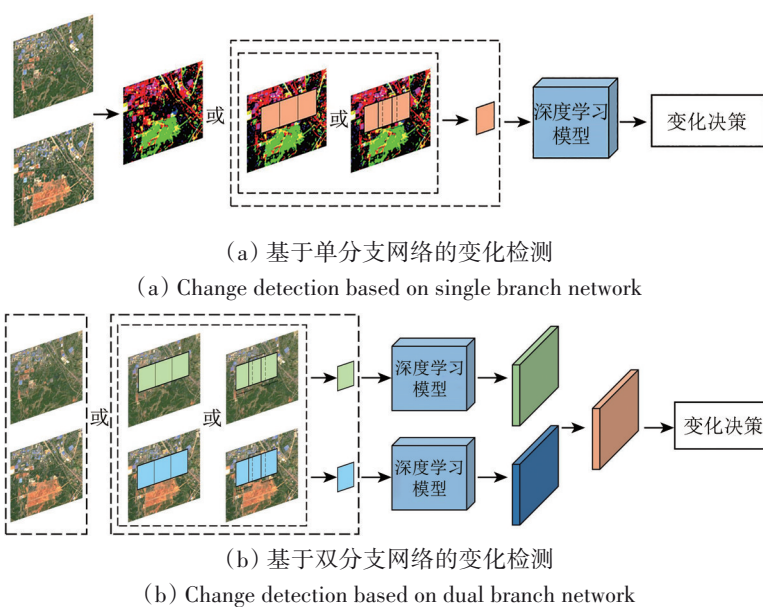 或
或
深度学习
模型
变化决策
(a) 基于单分支网络的变化检测
(a) Change detection based on single branch network
或
或
深度学习
模型
深度学习
模型
变化决策
(b) 基于双分支网络的变化检测
(b) Change detection based on dual branch network